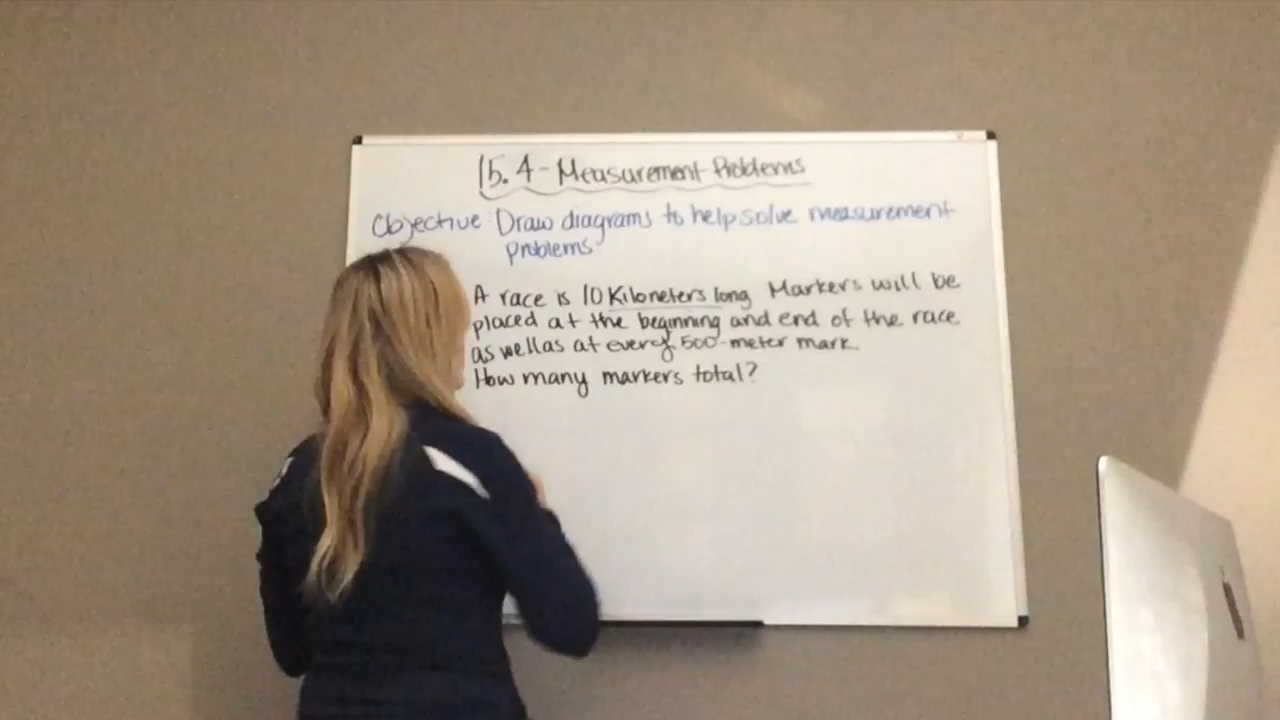 15.4 - Measurement Problems
Objective: Draw diagrams to help solve measurement
problems
A race is 10 Kilometers long Markers will be
placed at the beginning and end of the race
as well as at every 500-meter mark.
How many markers total?